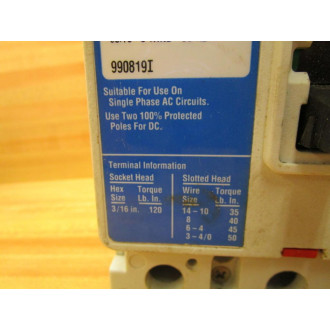 990819I
Suitable For Use On
Single Phase AC Circuits.
Use Two 100% Protected
Poles For DC.
Terminal Information
Socket Head Slotted Head
Hex Torque Wire Torque
Size Lb. In. Size Lb. In.
3/16 in. 120 14 - 10 35
8 40
6 - 4 45
3 - 4/0 50